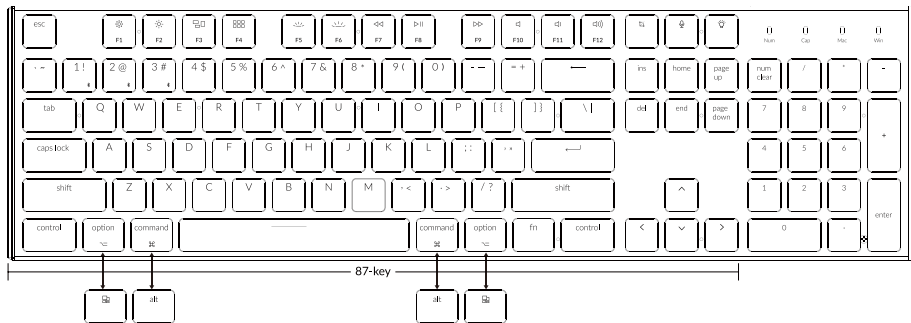 esc
F1 F2 F3 F4 F5 F6 F7 F8 F9 F10 F11 F12
Num Cap Mac Win
1 ! 2 @ 3 # 4 $ 5 % 6 ^ 7 & 8 * 9 ( 0 ) - – = + ins home page up num clear / * -
tab Q W E R T Y U I O P [ { ] } \ | del end page down 7 8 9 +
caps lock A S D F G H J K L ; : 4 5 6
shift Z X C V B N M , < . > / ? shift 1 2 3 enter
control option command command option fn control 0 .
87-key
alt alt